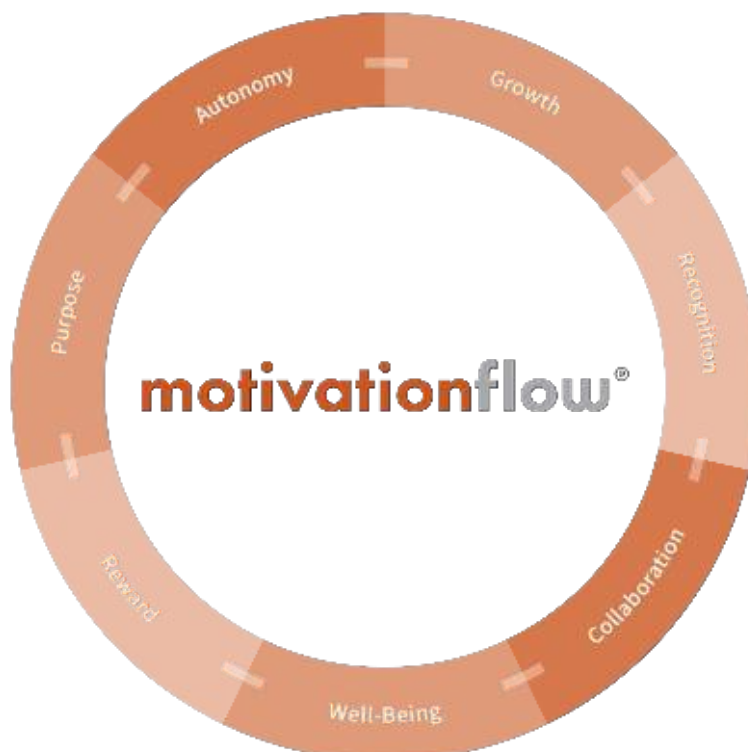 Autonomy
Growth
Recognition
Collaboration
Well-Being
Reward
Purpose
motivationflow®